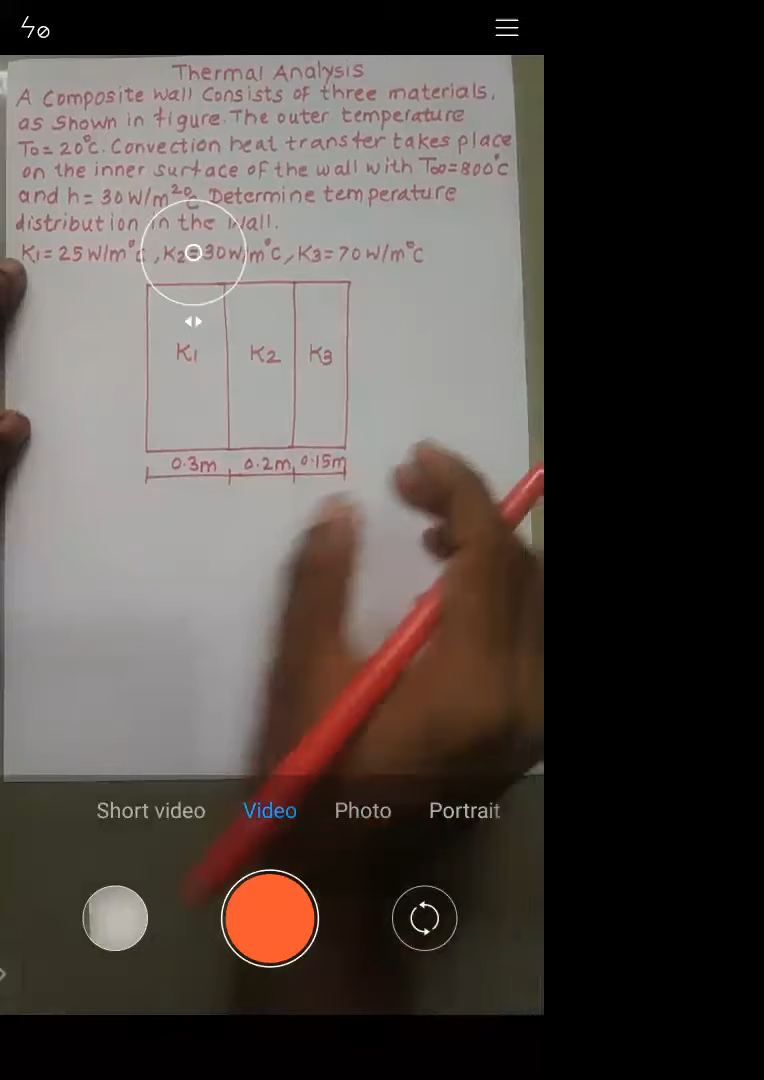 Thermal Analysis
A Composite wall Consists of three materials,
as Shown in figure. The outer temperature
To = 20°C. Convection heat transfer takes place
on the inner surface of the wall with T∞=800°C
and h= 30 W/m²°C Determine temperature
distribution in the Wall.
K1= 25 W/m°C , K2=30W/m°C, K3=70W/m°C
K1 K2 K3
0.3m 0.2m 0.15m
Short video Video Photo Portrait